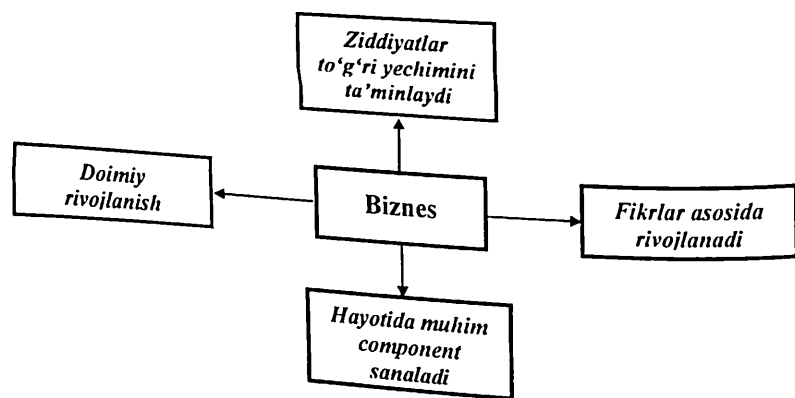 Ziddiyatlar
to‘g‘ri yechimini
ta’minlaydi
Doimiy
rivojlanish
Biznes
Fikrlar asosida
rivojlanadi
Hayotida muhim
component
sanaladi